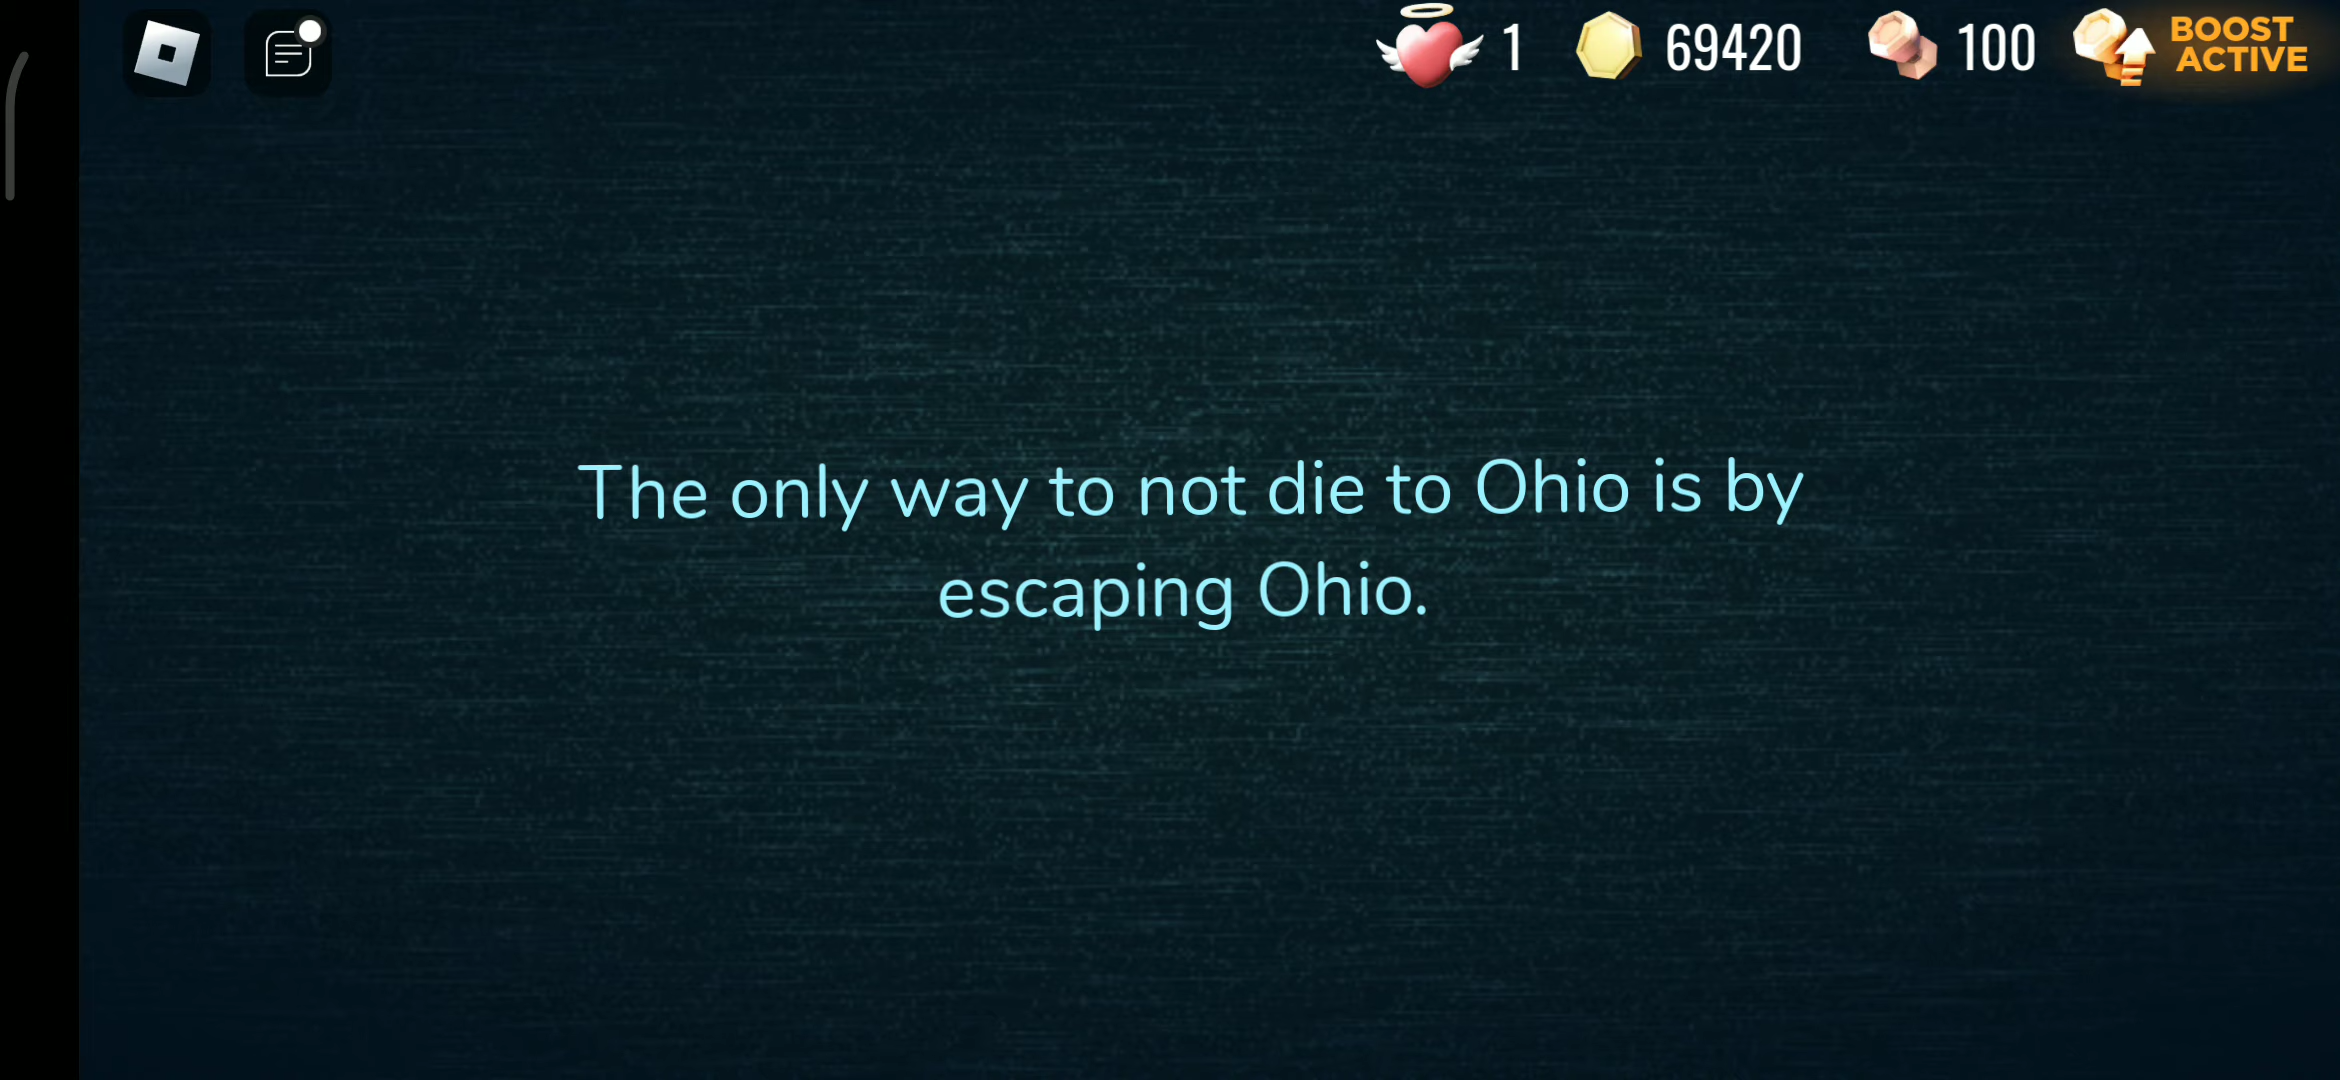 1 69420 100 BOOST
ACTIVE
The only way to not die to Ohio is by
escaping Ohio.